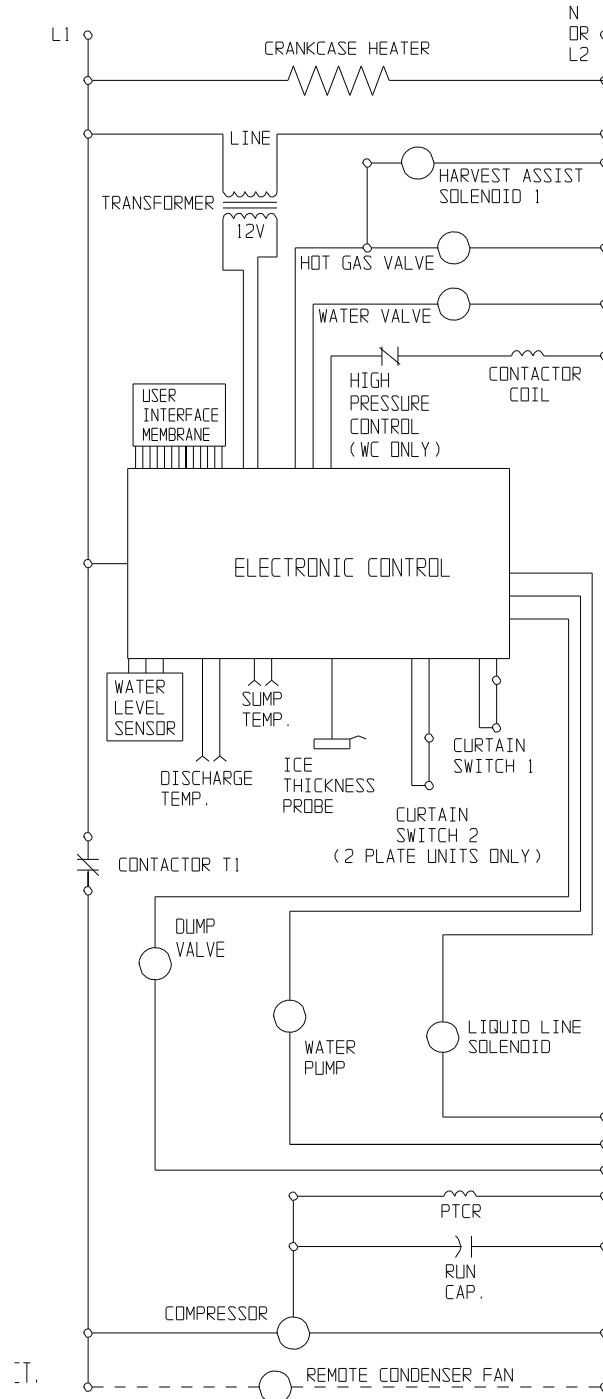 N
L1
OR
L2
CRANKCASE HEATER
LINE
HARVEST ASSIST
SOLENOID 1
TRANSFORMER
12V
HOT GAS VALVE
WATER VALVE
HIGH
PRESSURE
CONTROL
(WC ONLY)
CONTACTOR
COIL
USER
INTERFACE
MEMBRANE
ELECTRONIC CONTROL
WATER
LEVEL
SENSOR
SUMP
TEMP.
DISCHARGE
TEMP.
ICE
THICKNESS
PROBE
CURTAIN
SWITCH 1
CURTAIN
SWITCH 2
(2 PLATE UNITS ONLY)
CONTACTOR T1
DUMP
VALVE
WATER
PUMP
LIQUID LINE
SOLENOID
PTCR
RUN
CAP.
COMPRESSOR
REMOTE CONDENSER FAN